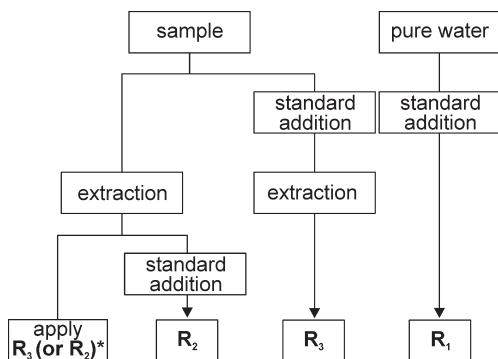 sample
pure water
standard
addition
standard
addition
extraction
extraction
standard
addition
apply
R₃ (or R₂)*
R₂
R₃
R₁